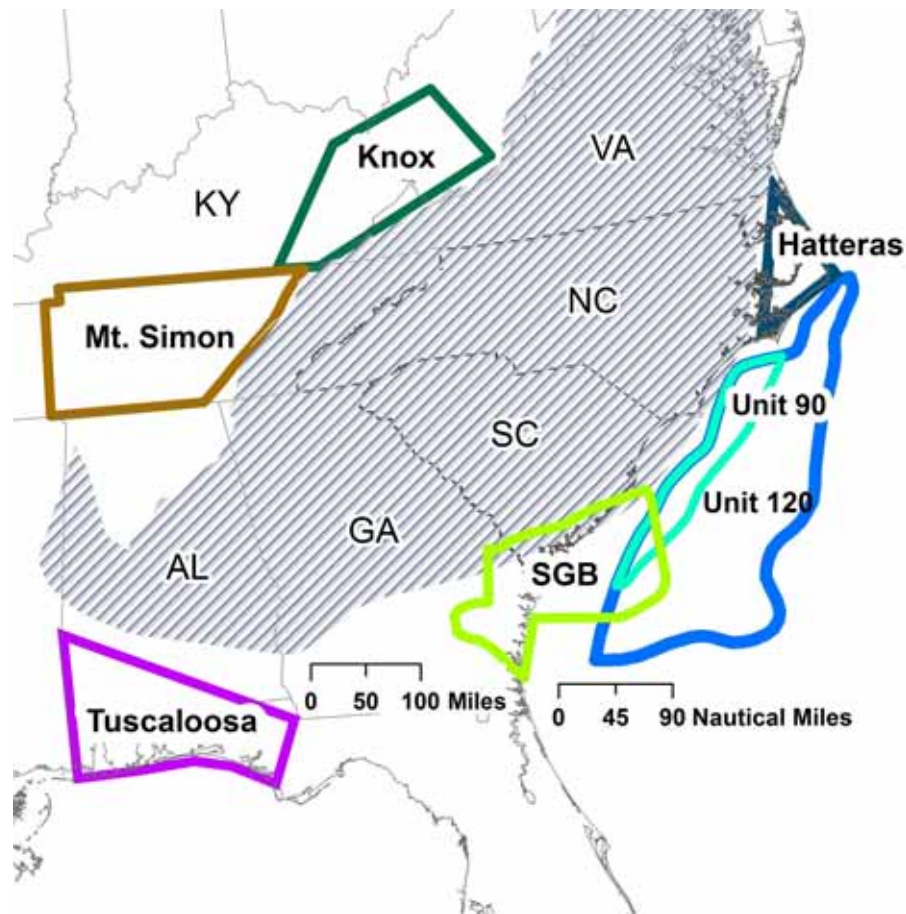 VA
Knox
KY
Hatteras
NC
Mt. Simon
Unit 90
SC
Unit 120
GA
SGB
AL
0 50 100 Miles
0 45 90 Nautical Miles
Tuscaloosa